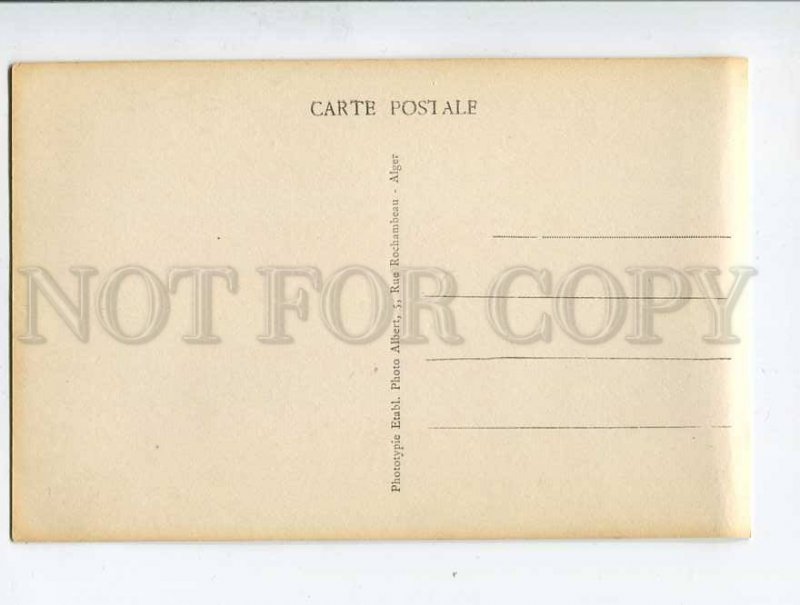 CARTE POSTALE
Phototypie Etabl. Photo Albert, 5, Rue Rochambeau - Alger
NOT FOR COPY